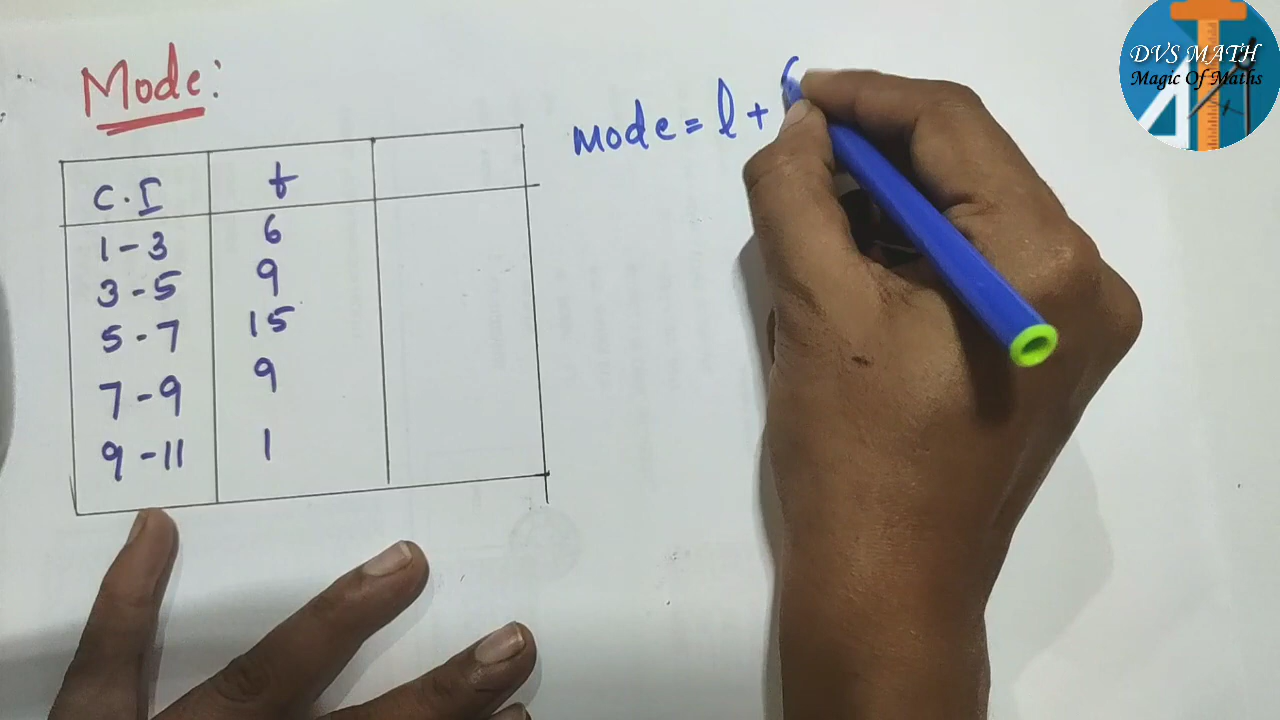 DVS MATH
Magic Of Maths
Mode:
mode = l + (
C.I f
1-3 6
3-5 9
5-7 15
7-9 9
9-11 1